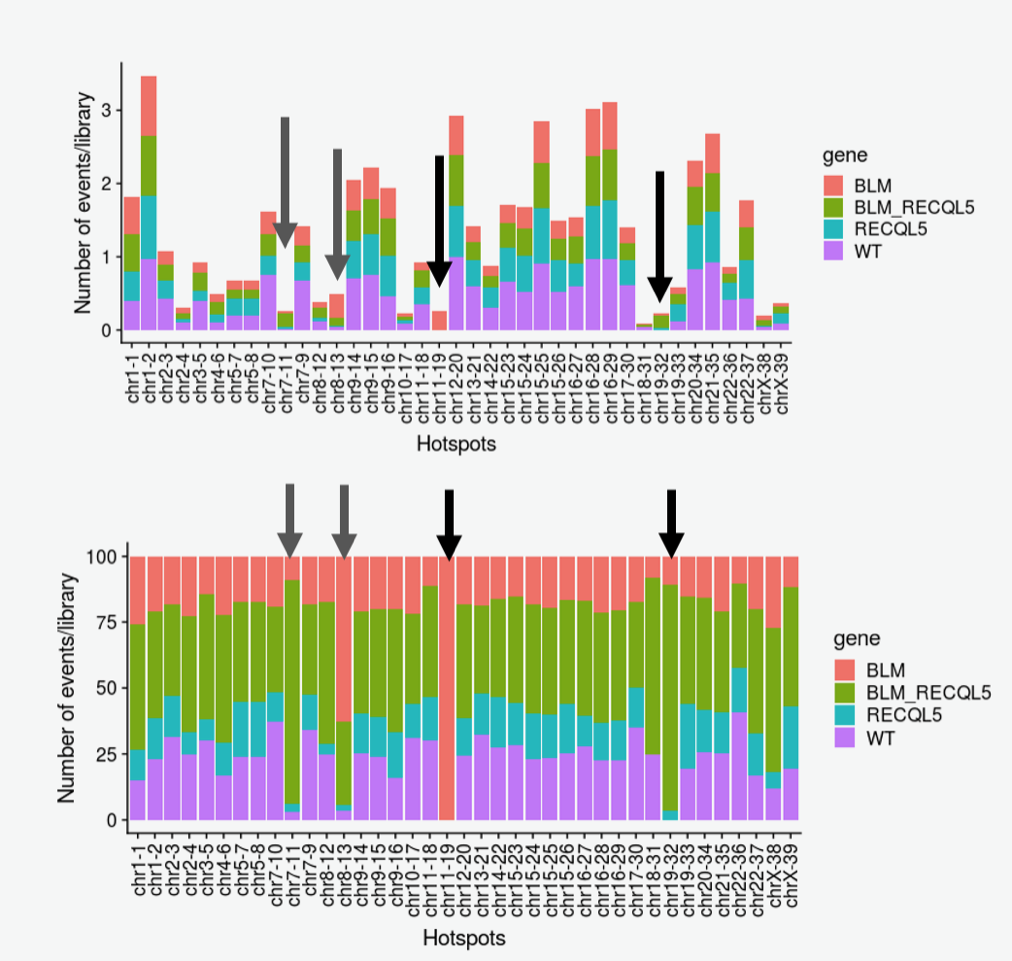 Number of events/library
3
2
1
0
chr1-1
chr1-2
chr2-3
chr2-4
chr3-5
chr4-6
chr5-7
chr5-8
chr7-10
chr7-11
chr7-9
chr8-12
chr8-13
chr9-14
chr9-15
chr9-16
chr10-17
chr11-18
chr11-19
chr12-20
chr13-21
chr14-22
chr15-23
chr15-24
chr15-25
chr15-26
chr16-27
chr16-28
chr16-29
chr17-30
chr18-31
chr19-32
chr19-33
chr20-34
chr21-35
chr22-36
chr22-37
chrX-38
chrX-39
Hotspots
gene
BLM
BLM_RECQL5
RECQL5
WT
Number of events/library
100
75
50
25
0
chr1-1
chr1-2
chr2-3
chr2-4
chr3-5
chr4-6
chr5-7
chr5-8
chr7-10
chr7-11
chr7-9
chr8-12
chr8-13
chr9-14
chr9-15
chr9-16
chr10-17
chr11-18
chr11-19
chr12-20
chr13-21
chr14-22
chr15-23
chr15-24
chr15-25
chr15-26
chr16-27
chr16-28
chr16-29
chr17-30
chr18-31
chr19-32
chr19-33
chr20-34
chr21-35
chr22-36
chr22-37
chrX-38
chrX-39
Hotspots
gene
BLM
BLM_RECQL5
RECQL5
WT